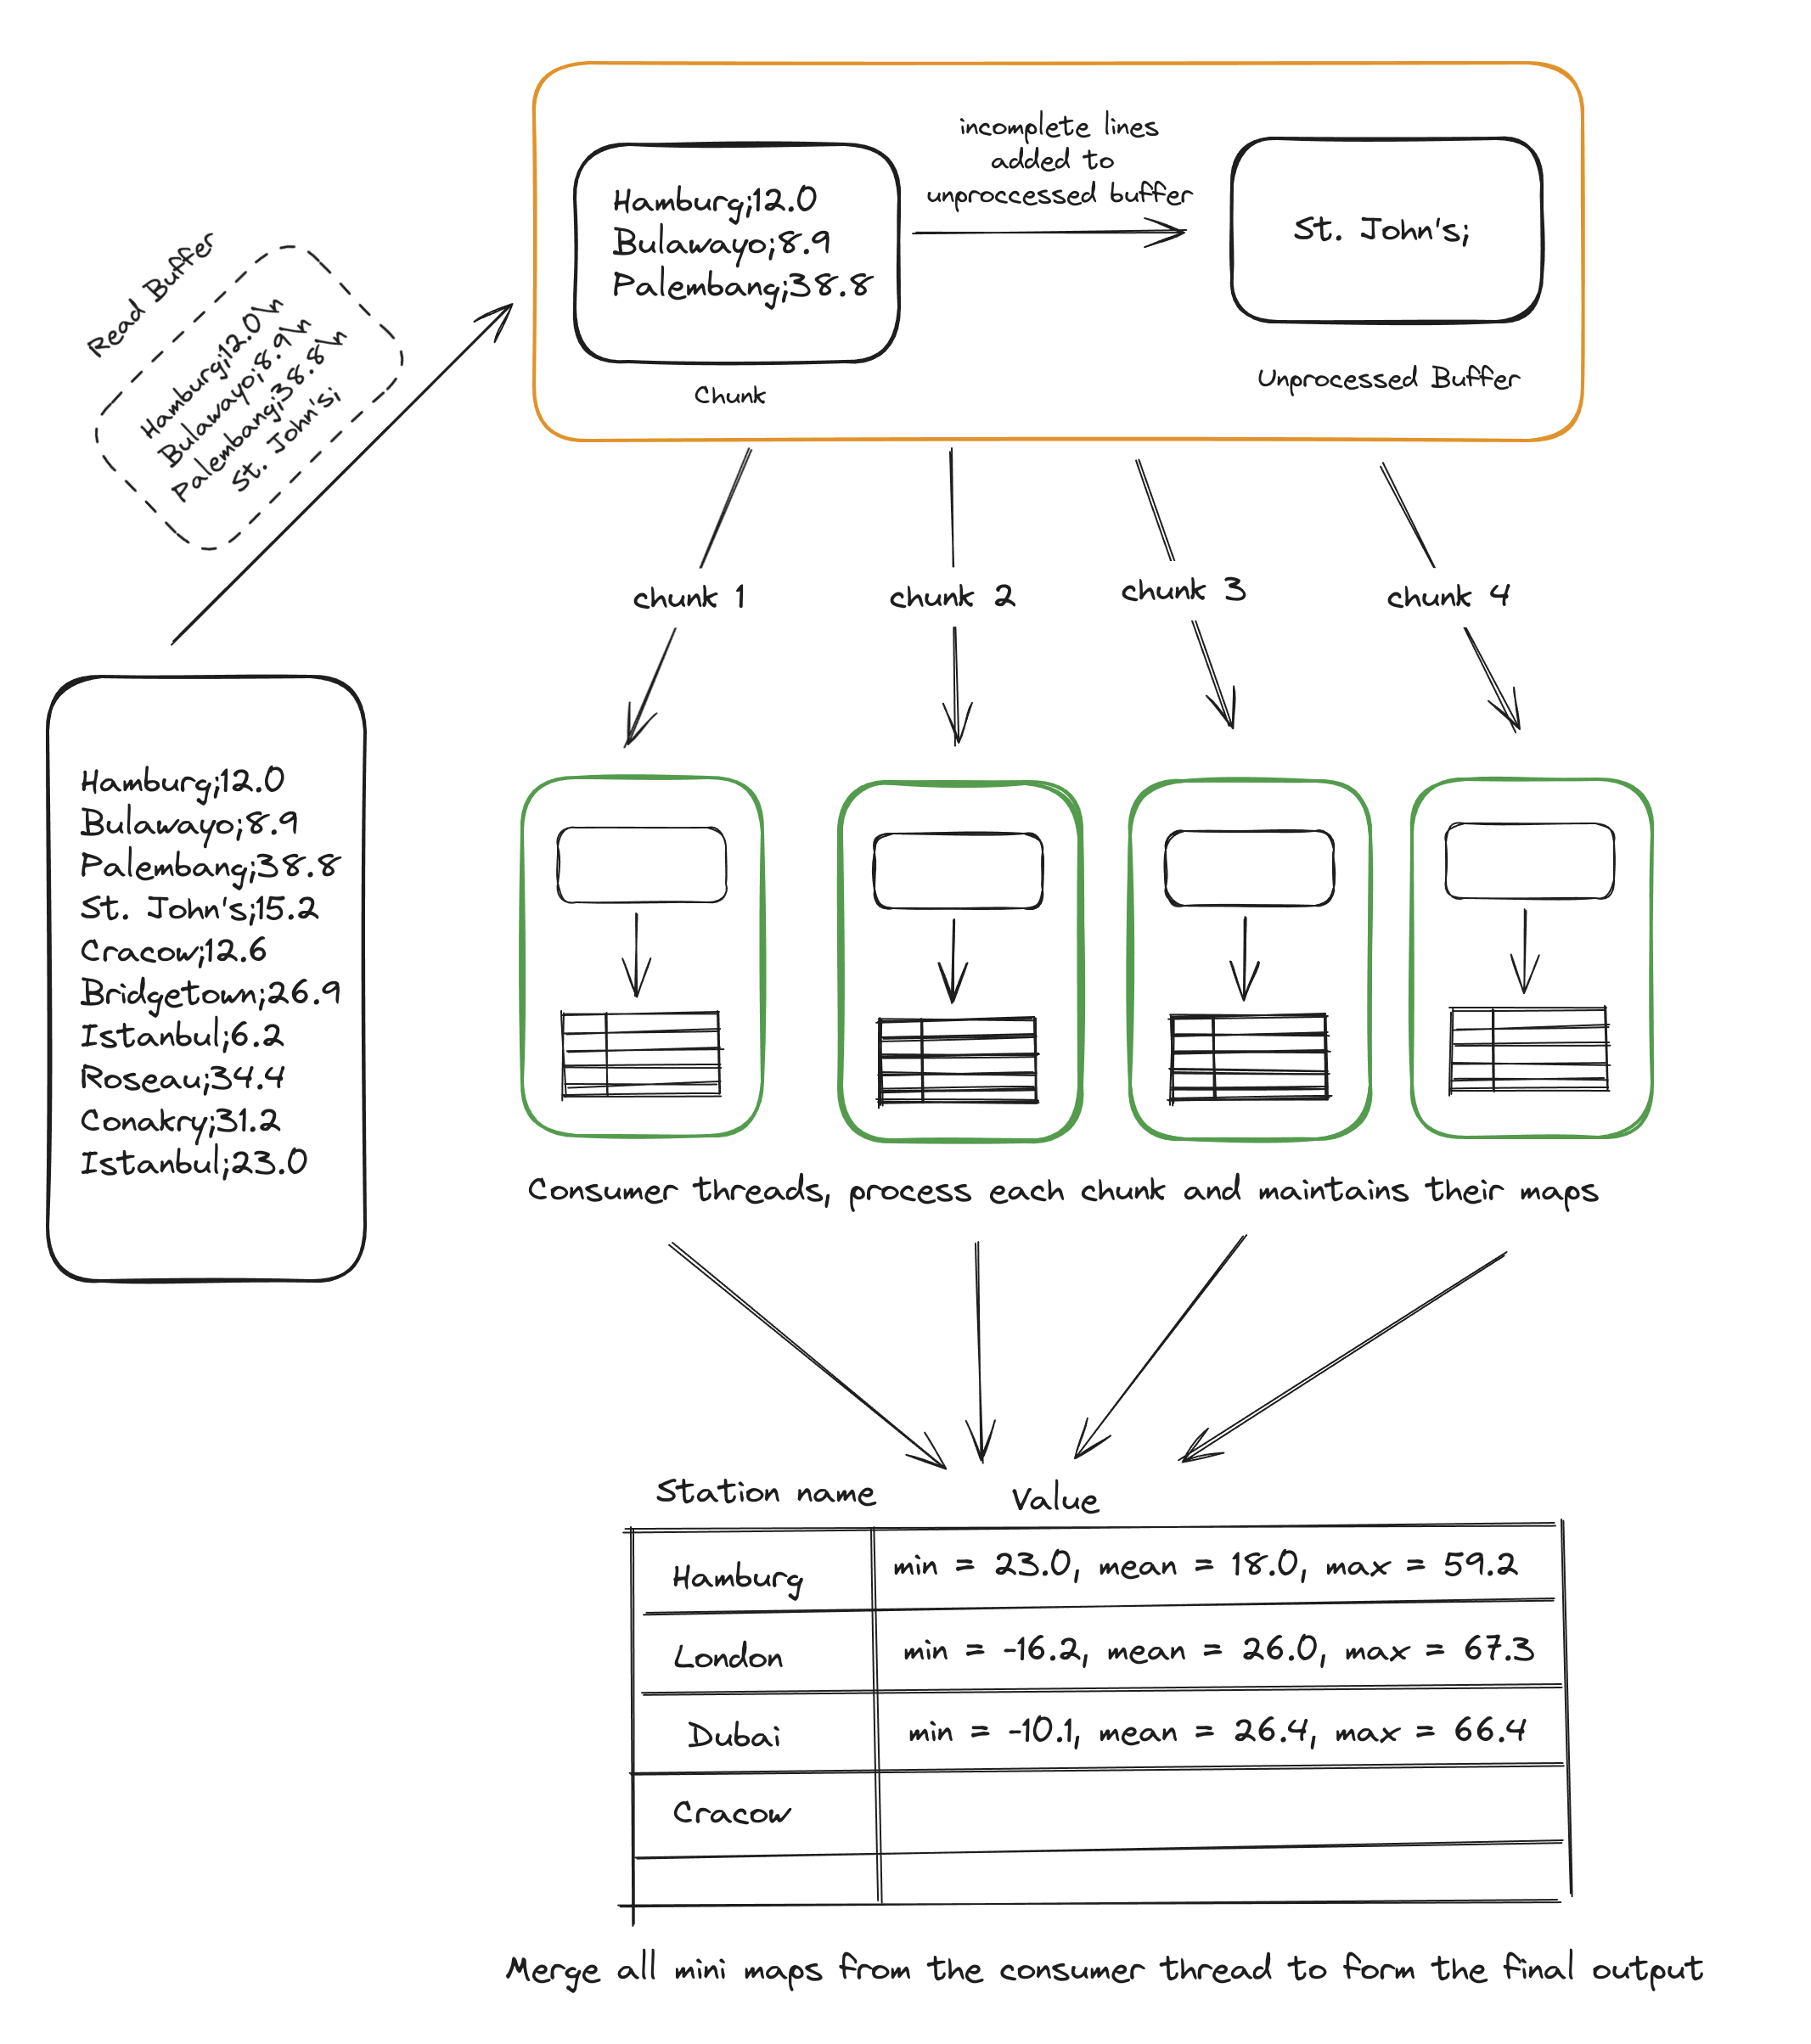 incomplete lines
added to
unproccessed buffer
Hamburg;12.0
Bulawayo;8.9
Palembang;38.8
St. John's;
Chunk
Unprocessed Buffer
Read Buffer
Hamburg;12.0\n
Bulawayo;8.9\n
Palembang;38.8\n
St. John's;
chunk 1
chunk 2
chunk 3
chunk 4
Hamburg;12.0
Bulawayo;8.9
Palembang;38.8
St. John's;15.2
Cracow;12.6
Bridgetown;26.9
Istanbul;6.2
Roseau;34.4
Conakry;31.2
Istanbul;23.0
Consumer threads, process each chunk and maintains their maps
Station name
Value
Hamburg
min = 23.0, mean = 18.0, max = 59.2
London
min = -16.2, mean = 26.0, max = 67.3
Dubai
min = -10.1, mean = 26.4, max = 66.4
Cracow
Merge all mini maps from the consumer thread to form the final output